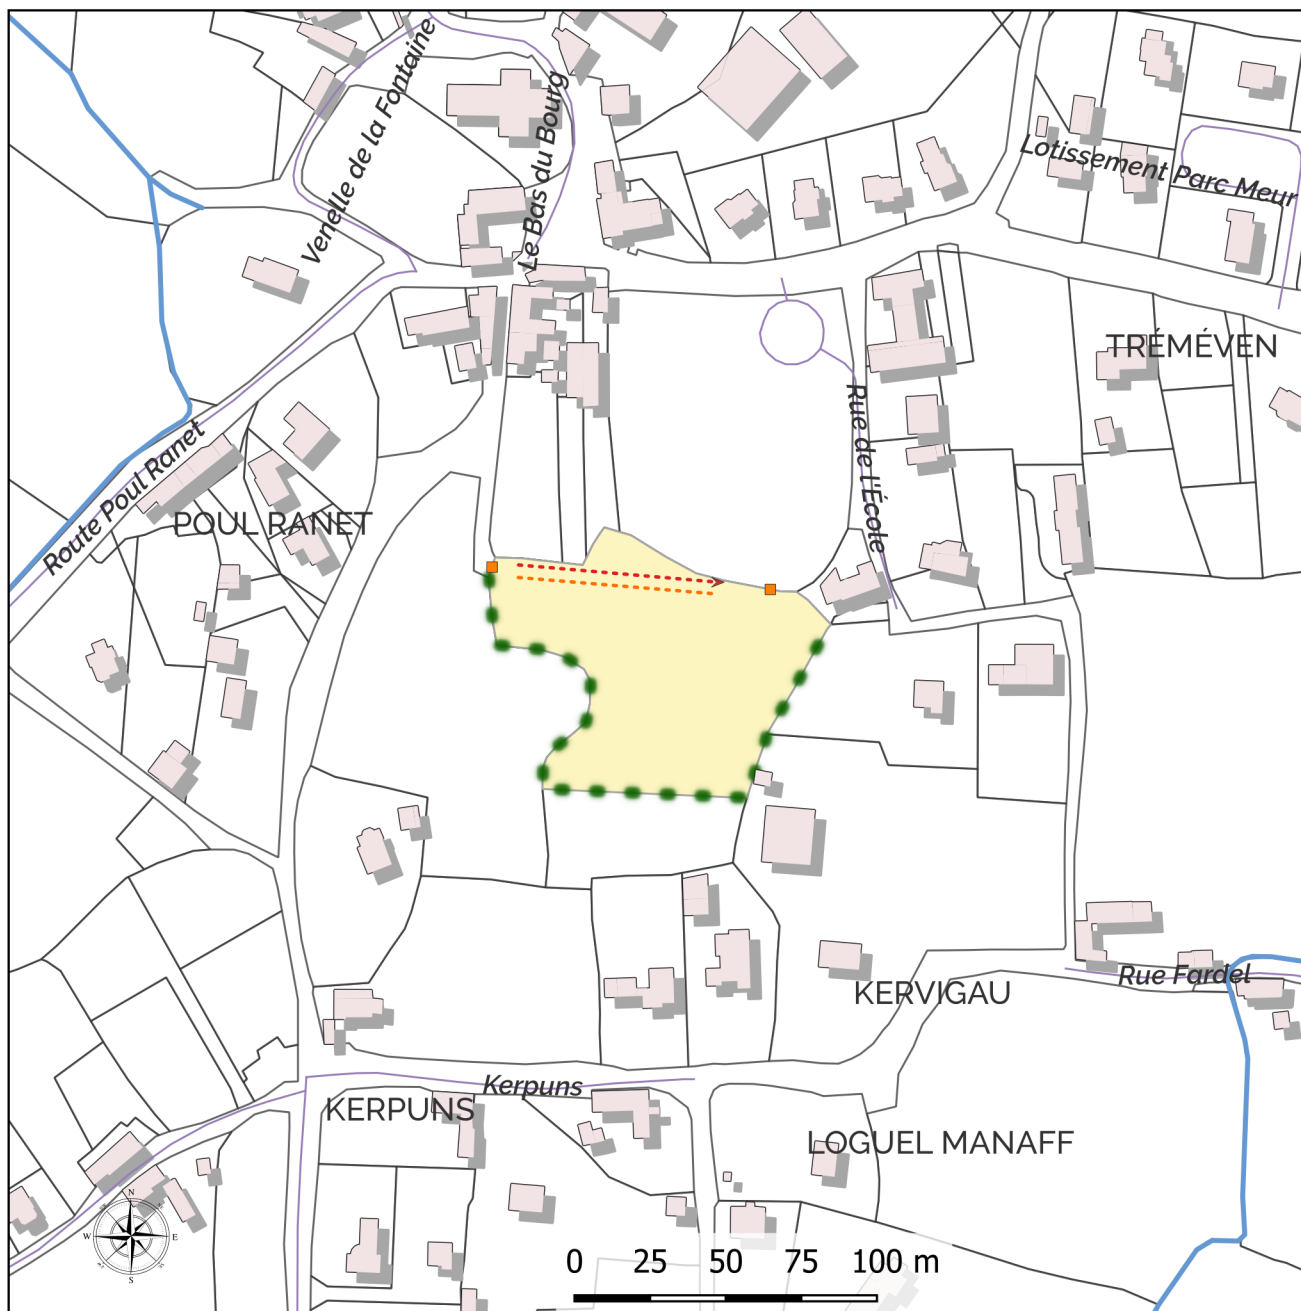 Venelle de la Fontaine
Le Bas du Bourg
Lotissement Parc Meur
TRÉMÉVEN
Rue de l'École
Route Poul Ranet
POUL RANET
KERVIGAU
Rue Fardel
Kerpuns
KERPUNS
LOGUEL MANAFF
N
W E
S
0 25 50 75 100 m